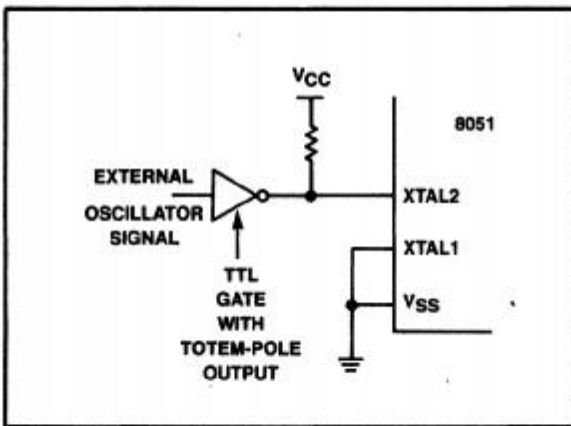 VCC
8051
EXTERNAL
OSCILLATOR
SIGNAL
XTAL2
XTAL1
VSS
TTL
GATE
WITH
TOTEM-POLE
OUTPUT